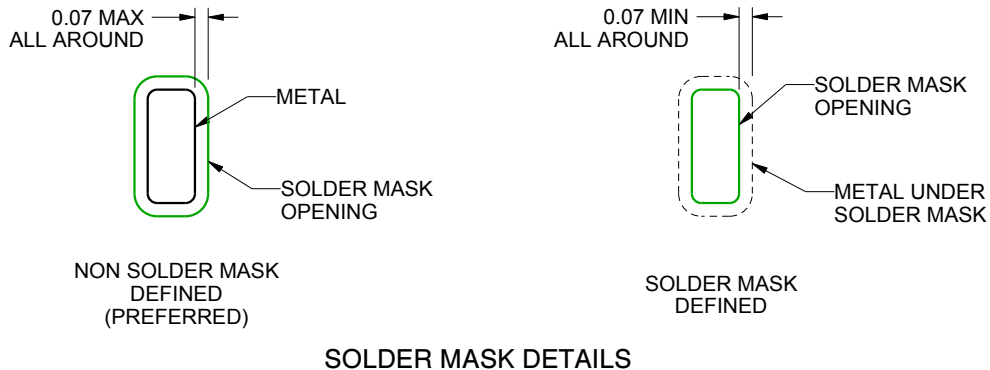 0.07 MAX
ALL AROUND
METAL
SOLDER MASK
OPENING
NON SOLDER MASK
DEFINED
(PREFERRED)
0.07 MIN
ALL AROUND
SOLDER MASK
OPENING
METAL UNDER
SOLDER MASK
SOLDER MASK
DEFINED
SOLDER MASK DETAILS